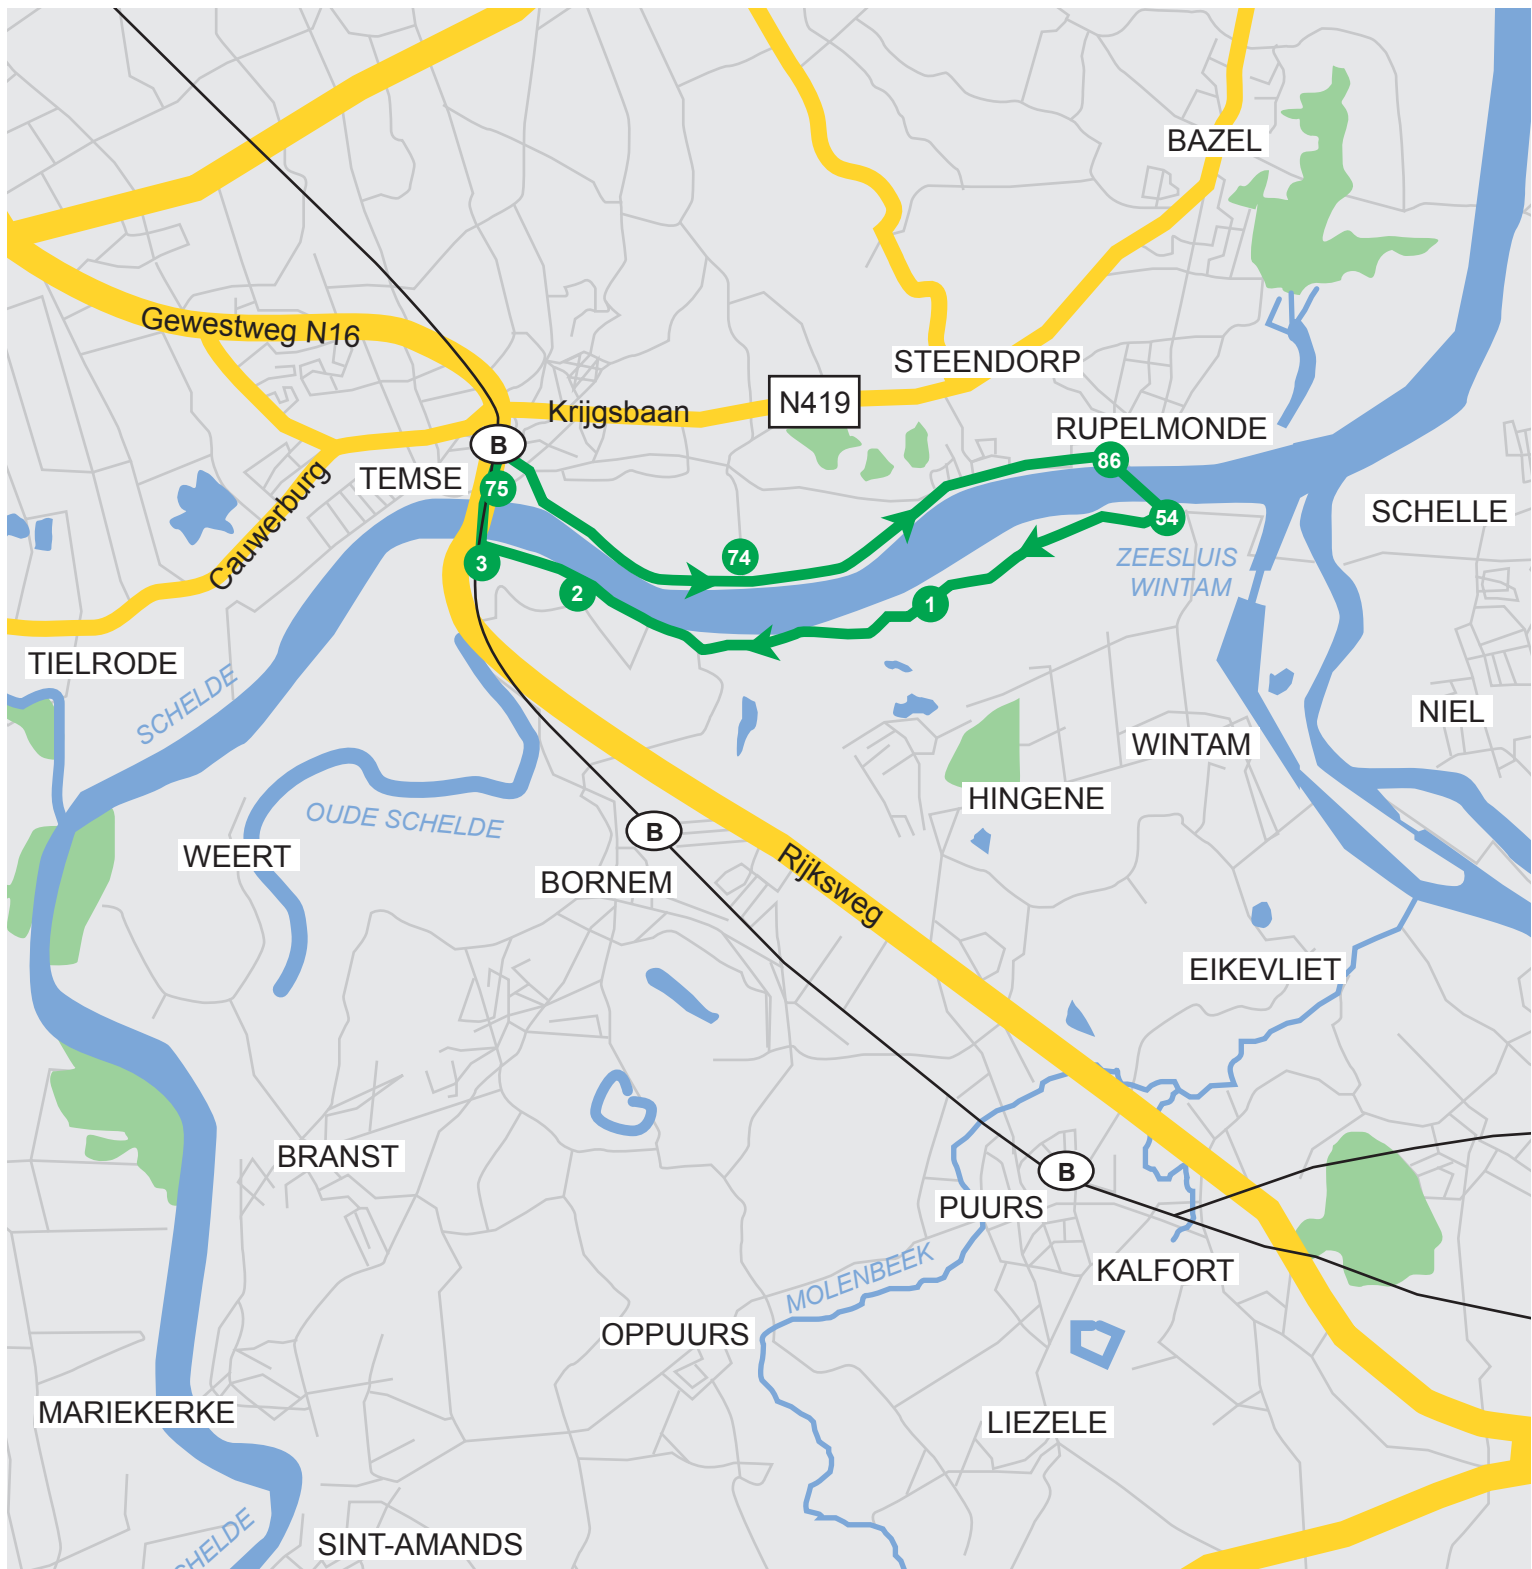 BAZEL
Gewestweg N16
STEENDORP
Krijgsbaan
N419
RUPELMONDE
B
86
TEMSE
75
Cauwerburg
SCHELLE
54
74
ZEESLUIS
WINTAM
3
2
1
TIELRODE
SCHELDE
NIEL
WINTAM
HINGENE
OUDE SCHELDE
B
WEERT
BORNEM
Rijksweg
EIKEVLIET
BRANST
B
PUURS
MOLENBEEK
KALFORT
OPPUURS
MARIEKERKE
LIEZELE
SINT-AMANDS
CHELDE